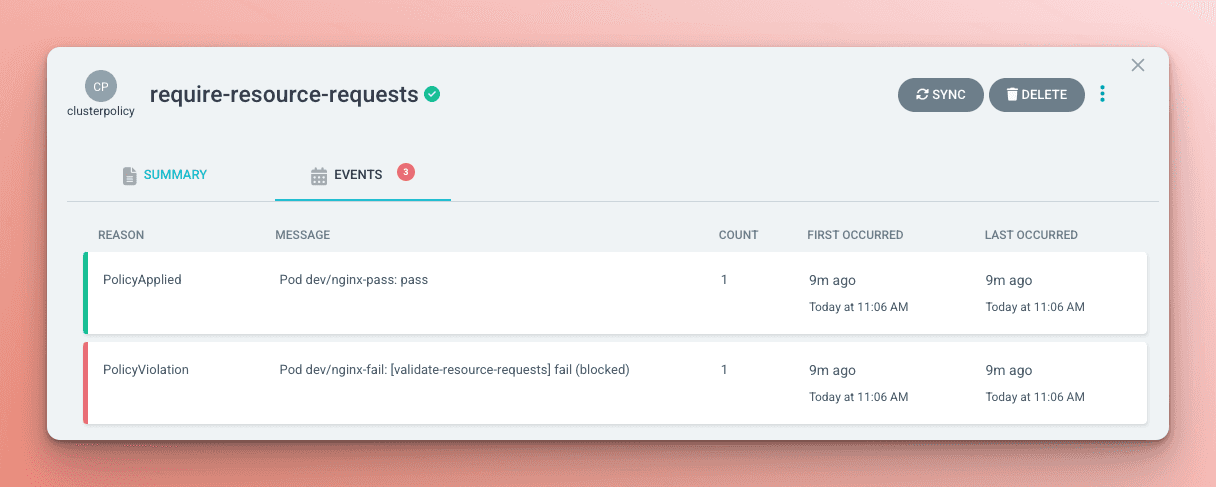 CP
clusterpolicy
require-resource-requests
SYNC
DELETE
SUMMARY
EVENTS
3
REASON MESSAGE COUNT FIRST OCCURRED LAST OCCURRED
PolicyApplied Pod dev/nginx-pass: pass 1 9m ago 9m ago
Today at 11:06 AM Today at 11:06 AM
PolicyViolation Pod dev/nginx-fail: [validate-resource-requests] fail (blocked) 1 9m ago 9m ago
Today at 11:06 AM Today at 11:06 AM